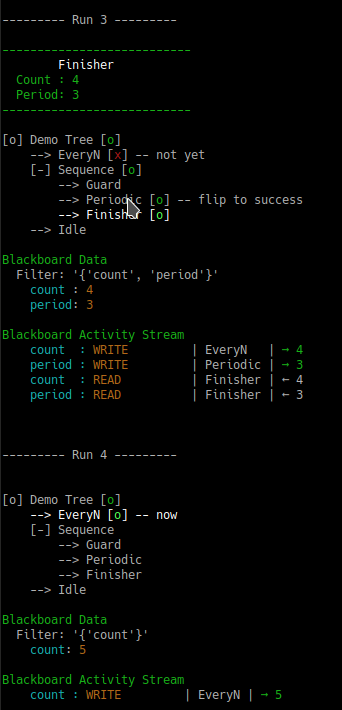 --------- Run 3 ---------
---------------------------
        Finisher
  Count : 4
  Period: 3
---------------------------
[o] Demo Tree [o]
    --> EveryN [x] -- not yet
    [-] Sequence [o]
        --> Guard
        --> Periodic [o] -- flip to success
        --> Finisher [o]
    --> Idle
Blackboard Data
  Filter: '{'count', 'period'}'
    count : 4
    period: 3
Blackboard Activity Stream
    count  : WRITE         | EveryN   | → 4
    period : WRITE         | Periodic | → 3
    count  : READ          | Finisher | ← 4
    period : READ          | Finisher | ← 3
--------- Run 4 ---------
[o] Demo Tree [o]
    --> EveryN [o] -- now
    [-] Sequence
        --> Guard
        --> Periodic
        --> Finisher
    --> Idle
Blackboard Data
  Filter: '{'count'}'
    count: 5
Blackboard Activity Stream
    count : WRITE         | EveryN | → 5